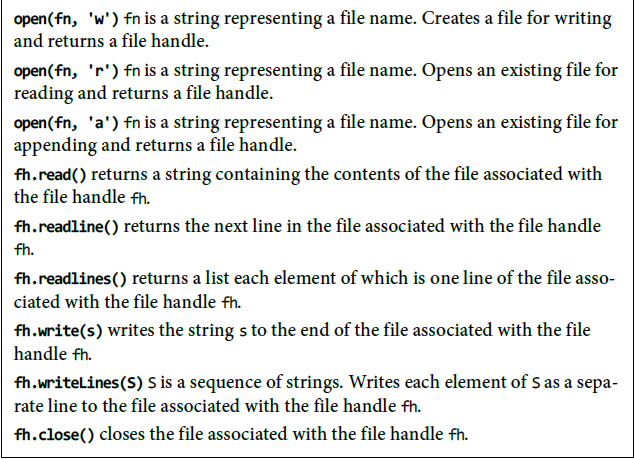 open(fn, 'w') fn is a string representing a file name. Creates a file for writing
and returns a file handle.
open(fn, 'r') fn is a string representing a file name. Opens an existing file for
reading and returns a file handle.
open(fn, 'a') fn is a string representing a file name. Opens an existing file for
appending and returns a file handle.
fh.read() returns a string containing the contents of the file associated with
the file handle fh.
fh.readline() returns the next line in the file associated with the file handle
fh.
fh.readlines() returns a list each element of which is one line of the file asso-
ciated with the file handle fh.
fh.write(s) writes the string s to the end of the file associated with the file
handle fh.
fh.writeLines(S) S is a sequence of strings. Writes each element of S as a sepa-
rate line to the file associated with the file handle fh.
fh.close() closes the file associated with the file handle fh.